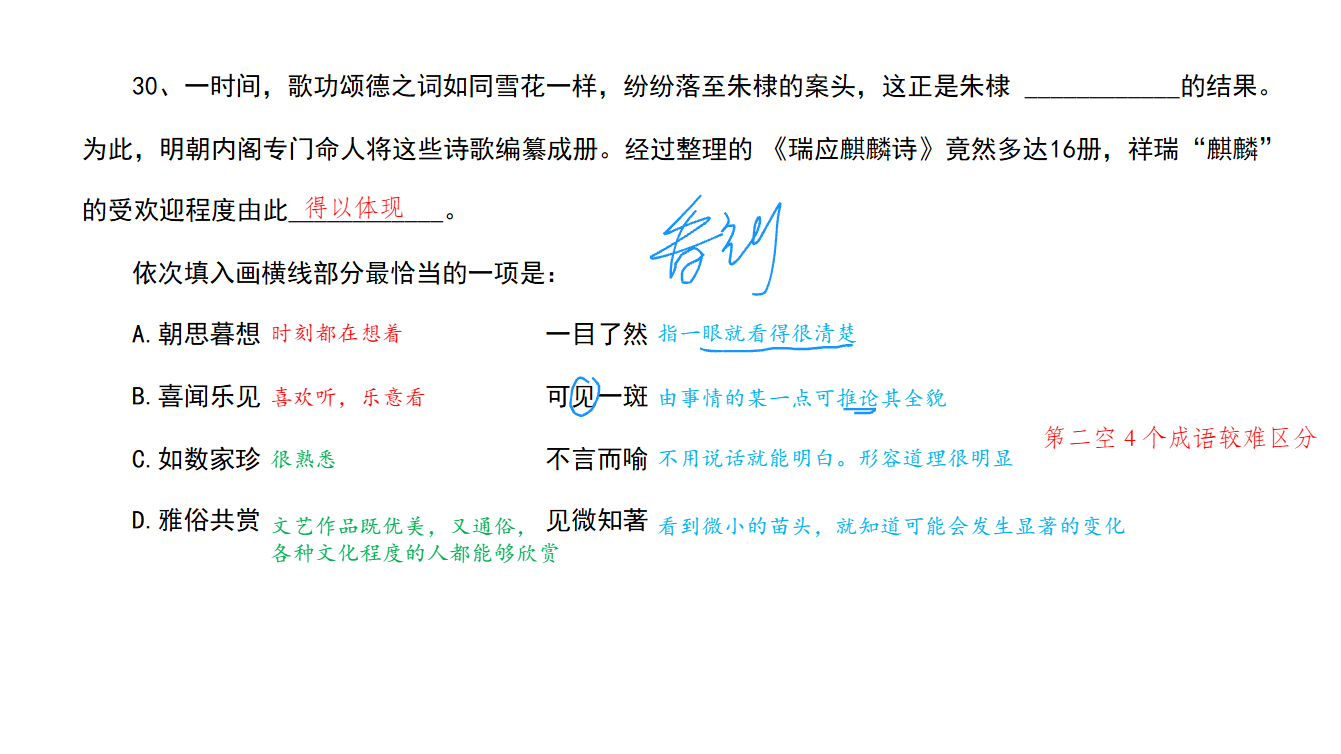 30、一时间，歌功颂德之词如同雪花一样，纷纷落至朱棣的案头，这正是朱棣 ____________的结果。
为此，明朝内阁专门命人将这些诗歌编纂成册。经过整理的 《瑞应麒麟诗》竟然多达16册，祥瑞“麒麟”
的受欢迎程度由此____得以体现____。
依次填入画横线部分最恰当的一项是：
看到
A.朝思暮想 时刻都在想着 一目了然 指一眼就看得很清楚
B.喜闻乐见 喜欢听，乐意看 可见一斑 由事情的某一点可推论其全貌
第二空4个成语较难区分
C.如数家珍 很熟悉 不言而喻 不用说话就能明白。形容道理很明显
D.雅俗共赏 文艺作品既优美，又通俗， 见微知著 看到微小的苗头，就知道可能会发生显著的变化
各种文化程度的人都能够欣赏